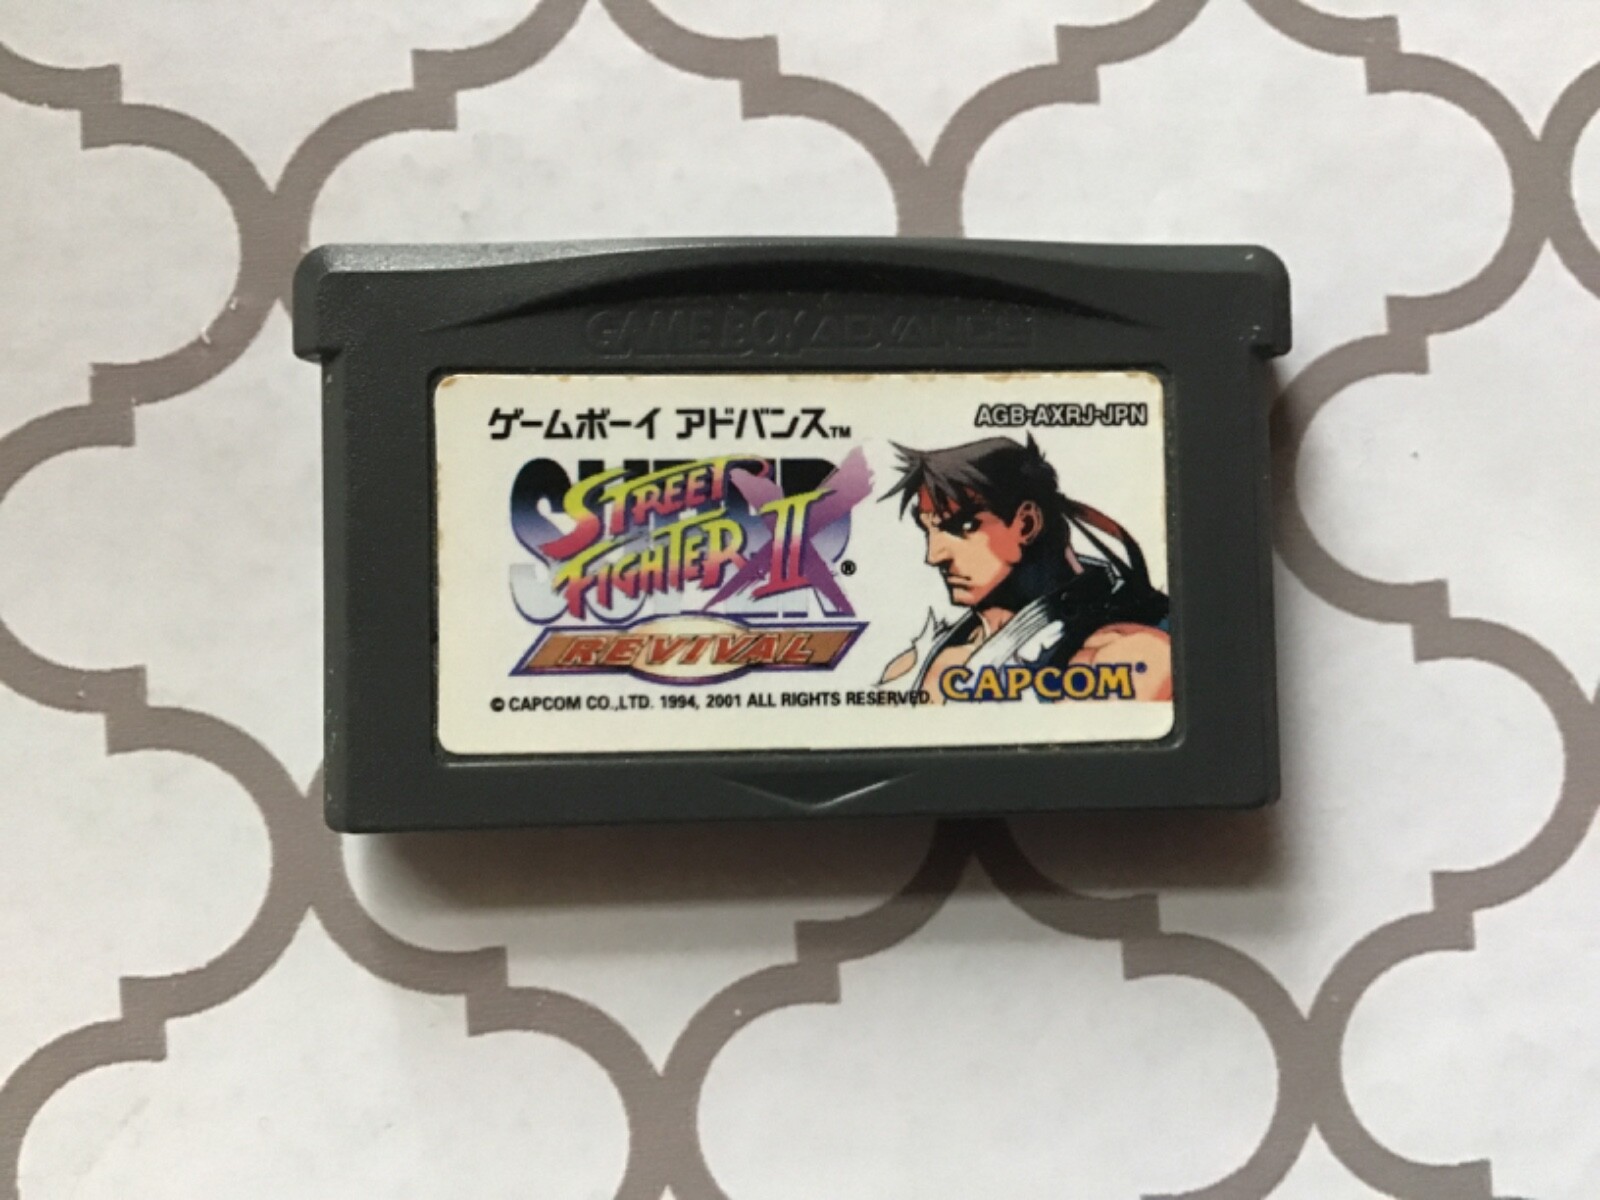 GAME BOY ADVANCE
ゲームボーイ アドバンス™
AGB-AXRJ-JPN
SUPER
STREET
FIGHTER II X ®
REVIVAL
© CAPCOM CO.,LTD. 1994, 2001 ALL RIGHTS RESERVED.
CAPCOM®